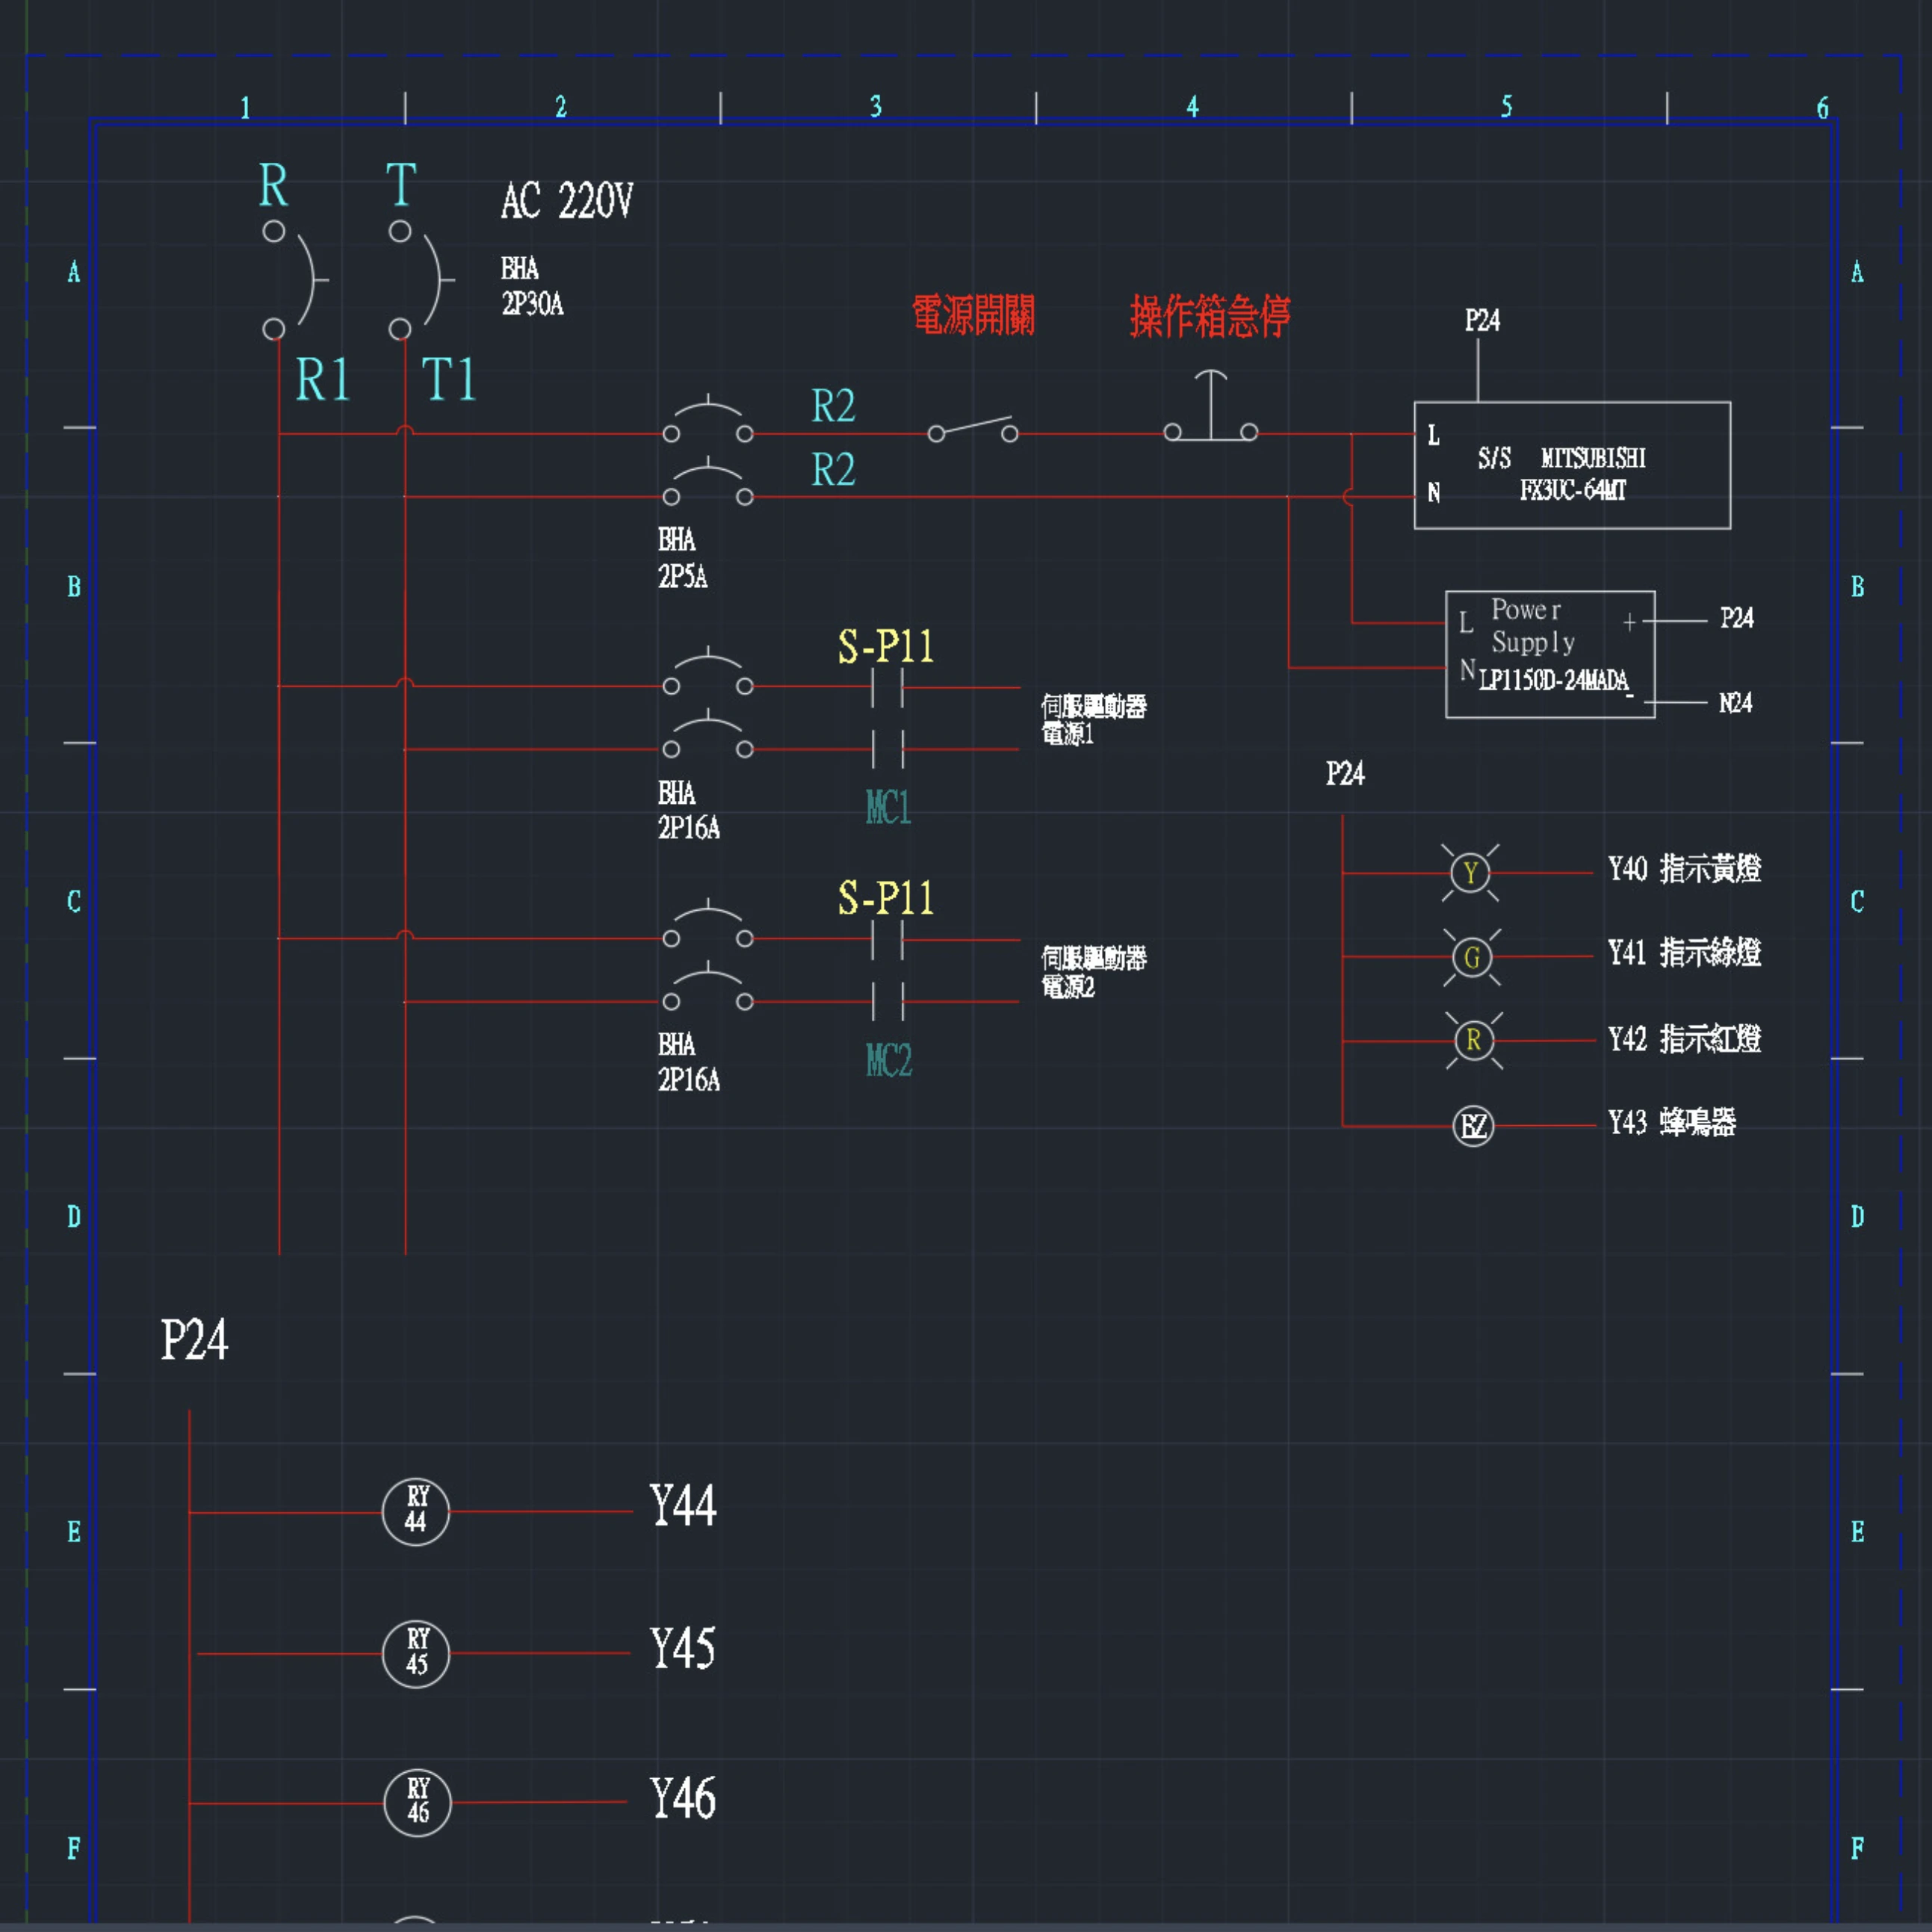 1 2 3 4 5 6
R T AC 220V
A A
BHA
2P30A
電源開關 操作箱急停 P24
R1 T1
R2
L
S/S MITSUBISHI
FX3UC-64MT
R2
N
BHA
2P5A
B B
L Power + P24
Supply
N LP1150D-24MADA - N24
S-P11
伺服驅動器
電源1
BHA
2P16A
MC1
P24
Y Y40 指示黃燈
C C
S-P11
伺服驅動器
電源2
G Y41 指示綠燈
BHA
2P16A
MC2
R Y42 指示紅燈
BZ Y43 蜂鳴器
D D
P24
RY
44
Y44
E E
RY
45
Y45
RY
46
Y46
F F